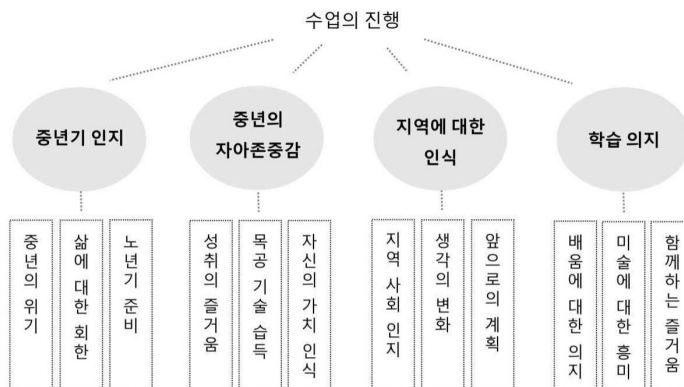 수업의 진행
중년기 인지
중년의
자아존중감
지역에 대한
인식
학습 의지
중년의 위기
삶에 대한 회한
노년기 준비
성취의 즐거움
목공 기술 습득
자신의 가치 인식
지역 사회 인지
생각의 변화
앞으로의 계획
배움에 대한 의지
미술에 대한 흥미
함께하는 즐거움